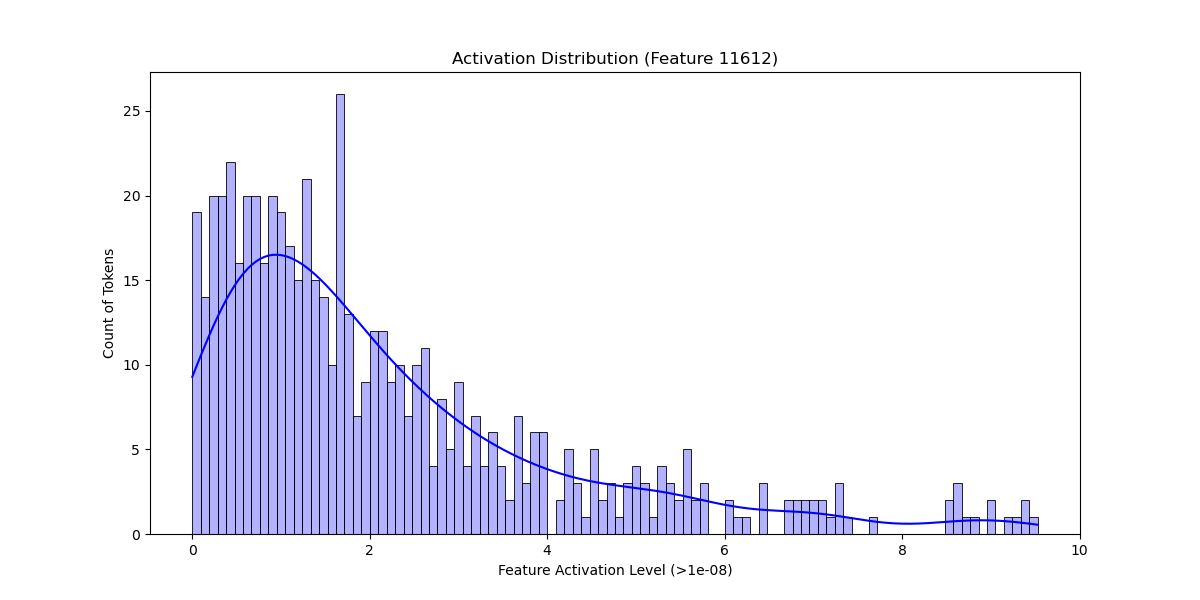 Activation Distribution (Feature 11612)
25
20
15
10
5
0
Count of Tokens
0 2 4 6 8 10
Feature Activation Level (>1e-08)